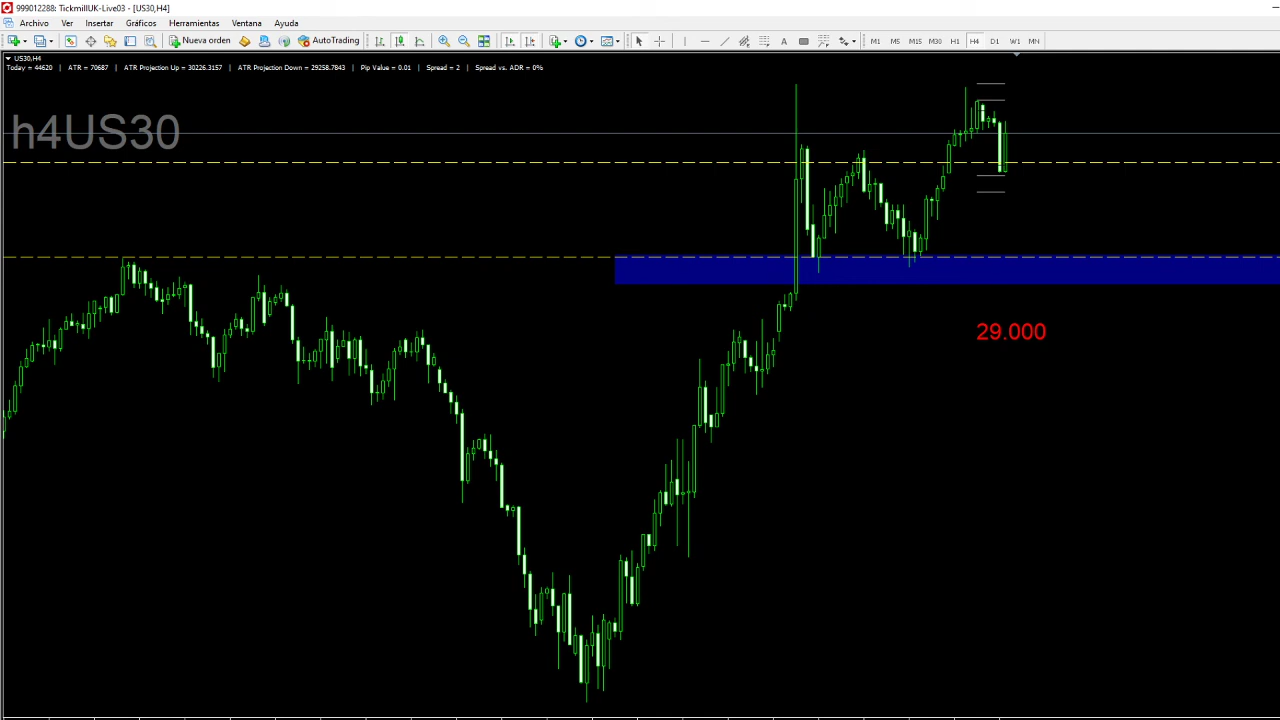 999012288: TickmillUK-Live03 - [US30,H4]
Archivo Ver Insertar Gráficos Herramientas Ventana Ayuda
Nueva orden AutoTrading A M1 M5 M15 M30 H1 H4 D1 W1 MN
US30,H4
Today = 44620 | ATR = 70687 | ATR Projection Up = 30226.3157 | ATR Projection Down = 29258.7843 | Pip Value = 0.01 | Spread = 2 | Spread vs. ADR = 0%
h4US30
29.000